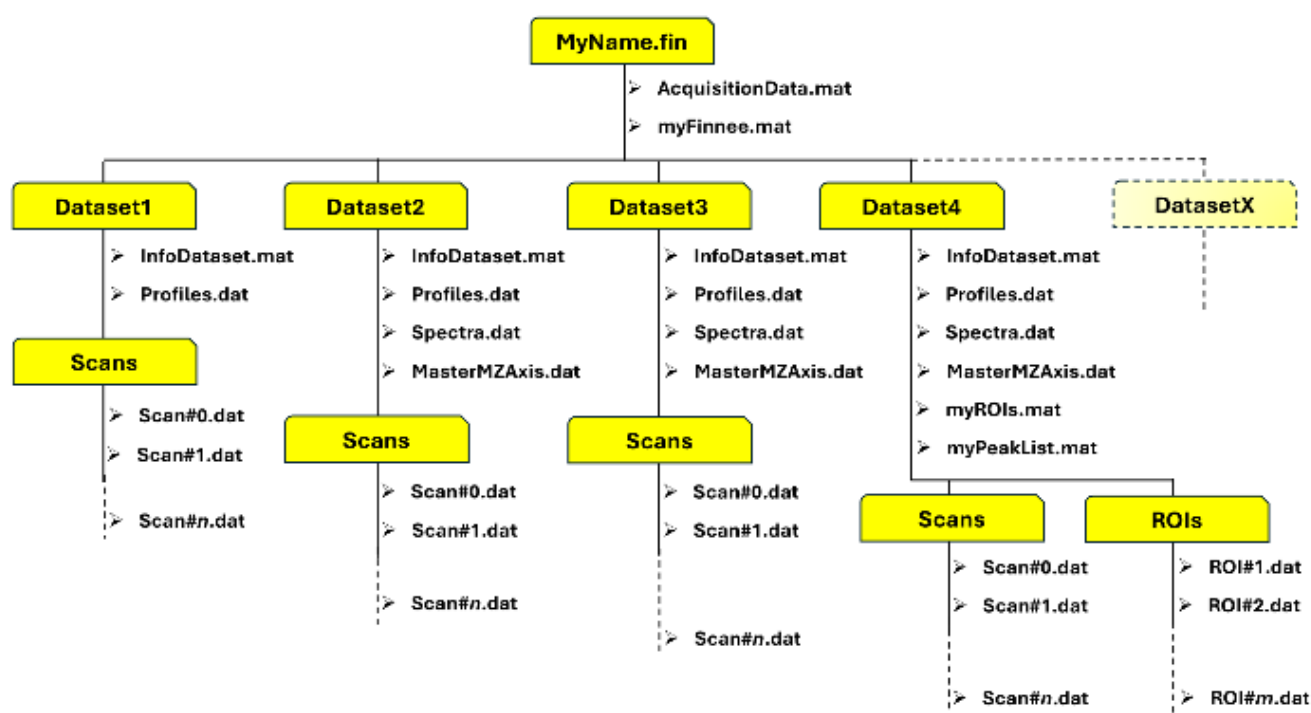 MyName.fin
AcquisitionData.mat
myFinnee.mat
Dataset1
InfoDataset.mat
Profiles.dat
Scans
Scan#0.dat
Scan#1.dat
Scan#n.dat
Dataset2
InfoDataset.mat
Profiles.dat
Spectra.dat
MasterMZAxis.dat
Scans
Scan#0.dat
Scan#1.dat
Scan#n.dat
Dataset3
InfoDataset.mat
Profiles.dat
Spectra.dat
MasterMZAxis.dat
Scans
Scan#0.dat
Scan#1.dat
Scan#n.dat
Dataset4
InfoDataset.mat
Profiles.dat
Spectra.dat
MasterMZAxis.dat
myROIs.mat
myPeakList.mat
Scans
Scan#0.dat
Scan#1.dat
Scan#n.dat
ROIs
ROI#1.dat
ROI#2.dat
ROI#m.dat
DatasetX